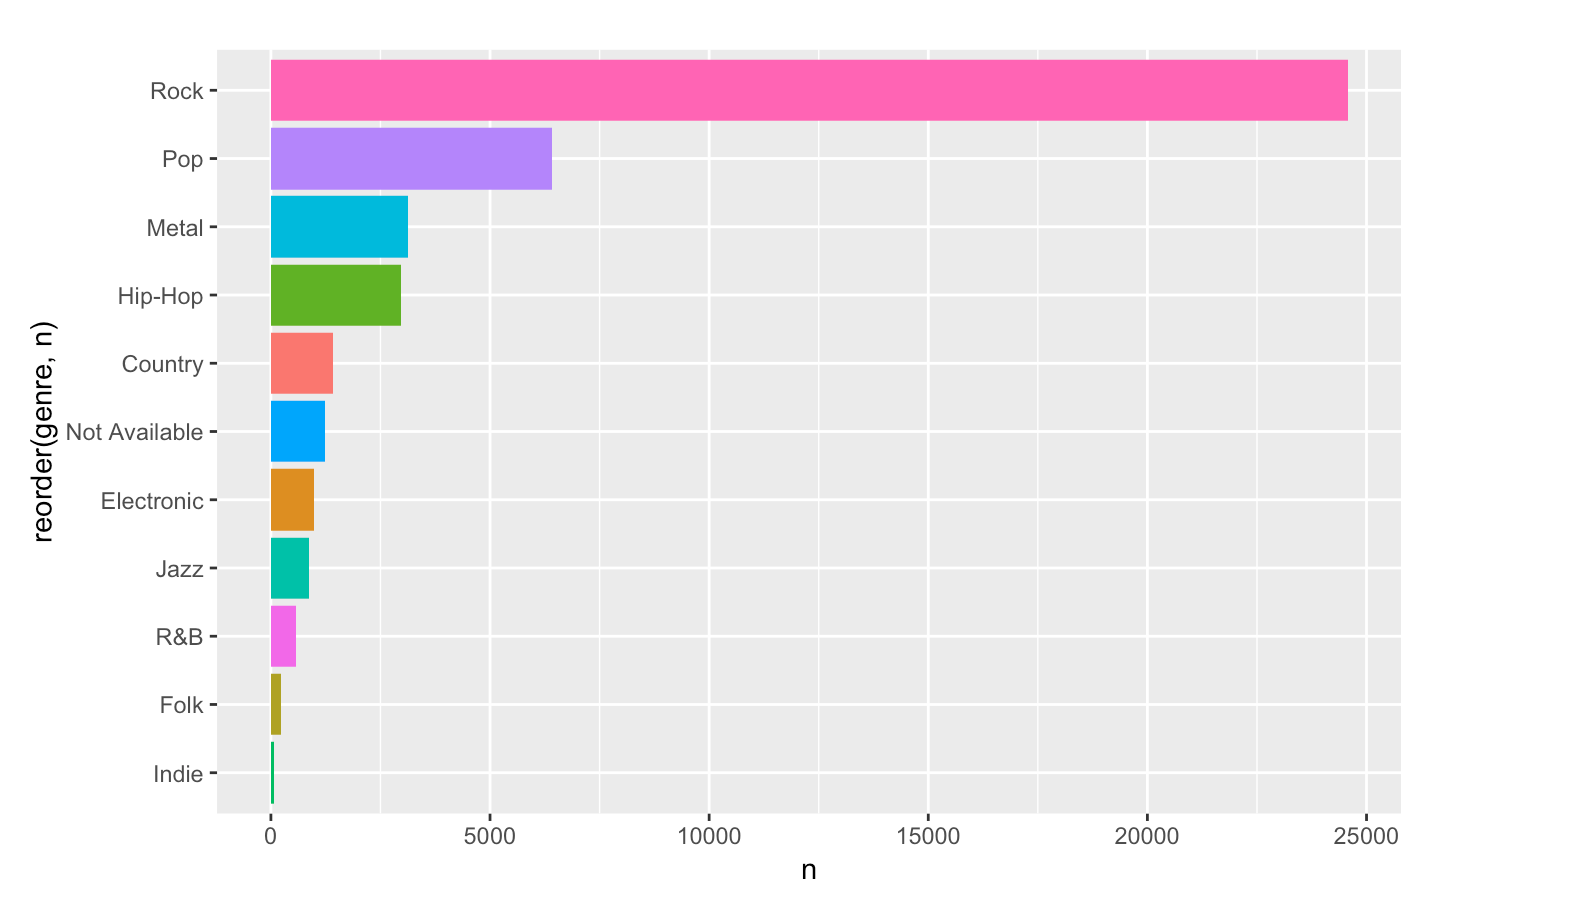 Rock
Pop
Metal
Hip-Hop
Country
Not Available
Electronic
Jazz
R&B
Folk
Indie
reorder(genre, n)
0 5000 10000 15000 20000 25000
n